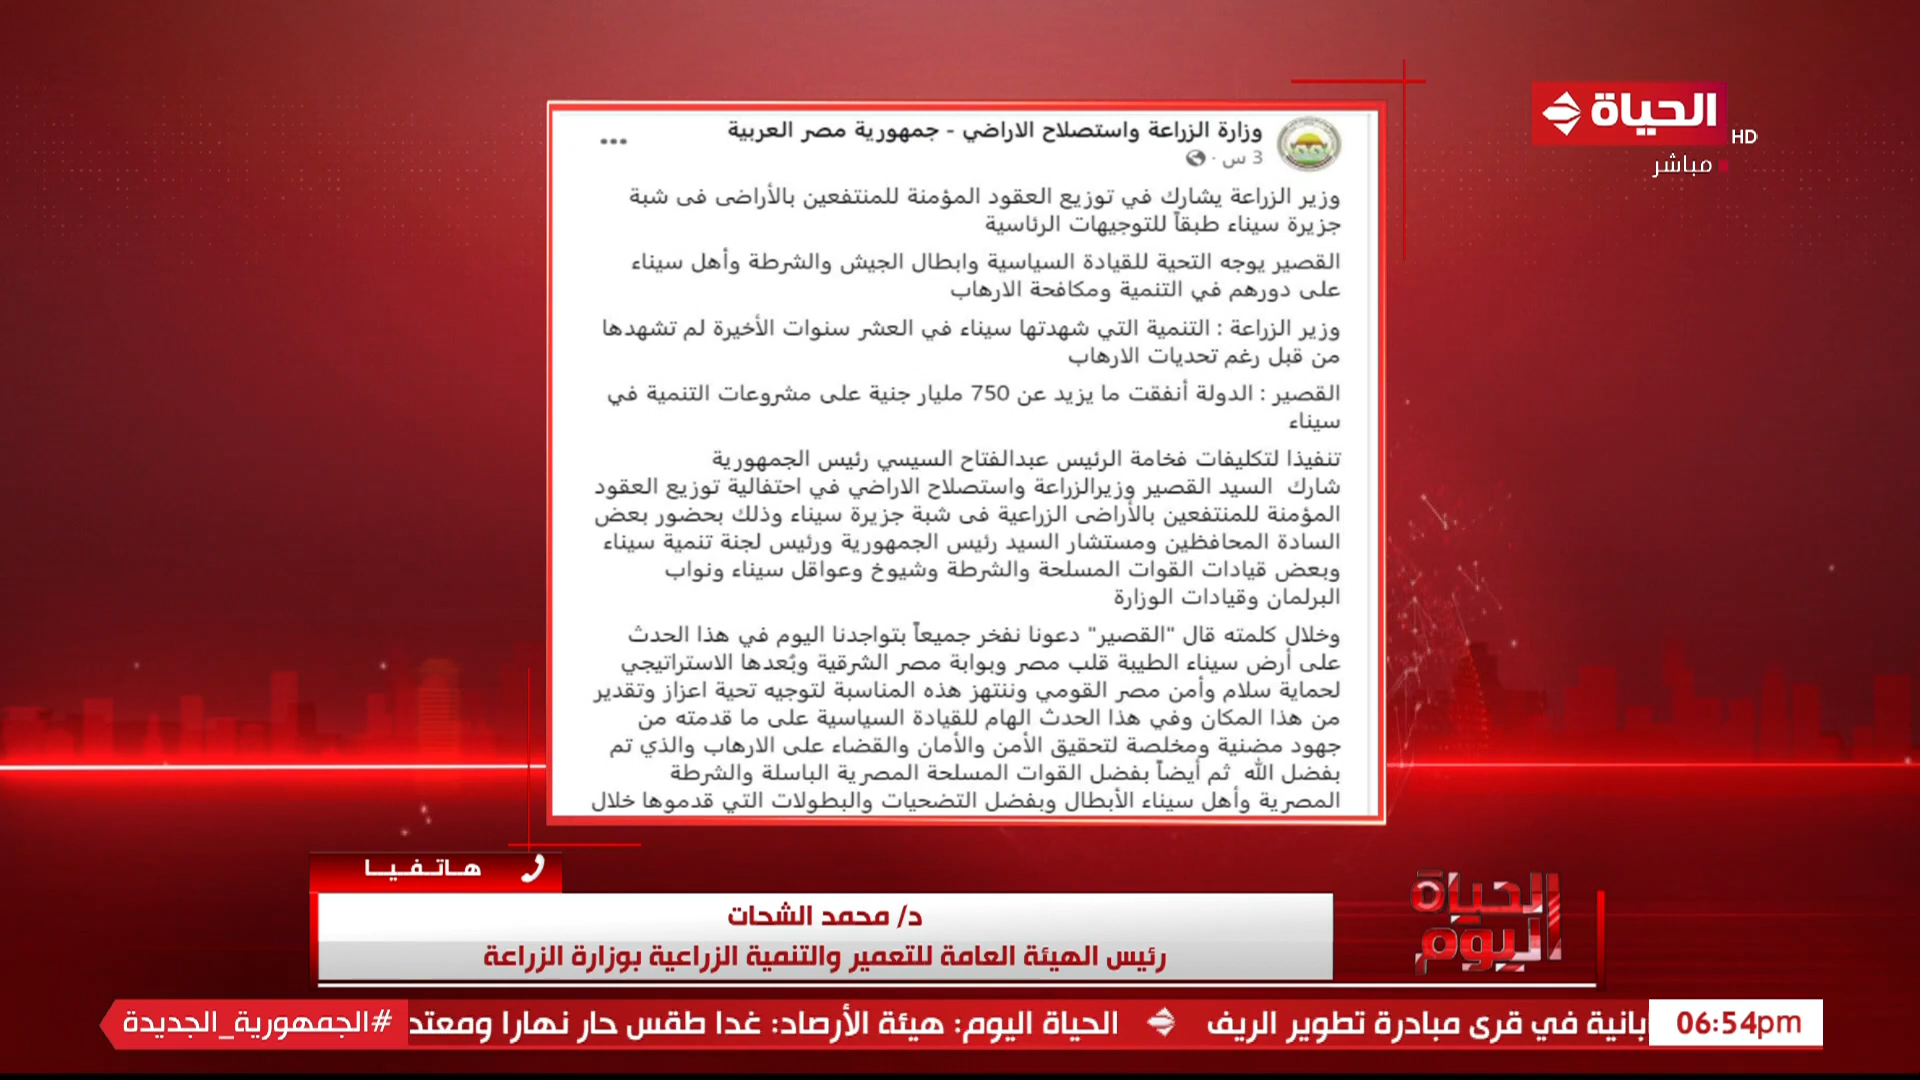 الحياة
HD
مباشر
وزارة الزراعة واستصلاح الاراضي - جمهورية مصر العربية
3 س ·
وزير الزراعة يشارك في توزيع العقود المؤمنة للمنتفعين بالأراضى فى شبة
جزيرة سيناء طبقاً للتوجيهات الرئاسية
القصير يوجه التحية للقيادة السياسية وابطال الجيش والشرطة وأهل سيناء
على دورهم في التنمية ومكافحة الارهاب
وزير الزراعة : التنمية التي شهدتها سيناء في العشر سنوات الأخيرة لم تشهدها
من قبل رغم تحديات الارهاب
القصير : الدولة أنفقت ما يزيد عن 750 مليار جنية على مشروعات التنمية في
سيناء
تنفيذا لتكليفات فخامة الرئيس عبدالفتاح السيسي رئيس الجمهورية
شارك السيد القصير وزيرالزراعة واستصلاح الاراضي في احتفالية توزيع العقود
المؤمنة للمنتفعين بالأراضى الزراعية فى شبة جزيرة سيناء وذلك بحضور بعض
السادة المحافظين ومستشار السيد رئيس الجمهورية ورئيس لجنة تنمية سيناء
وبعض قيادات القوات المسلحة والشرطة وشيوخ وعواقل سيناء ونواب
البرلمان وقيادات الوزارة
وخلال كلمته قال "القصير" دعونا نفخر جميعاً بتواجدنا اليوم في هذا الحدث
على أرض سيناء الطيبة قلب مصر وبوابة مصر الشرقية وبُعدها الاستراتيجي
لحماية سلام وأمن مصر القومي وننتهز هذه المناسبة لتوجيه تحية اعزاز وتقدير
من هذا المكان وفي هذا الحدث الهام للقيادة السياسية على ما قدمته من
جهود مضنية ومخلصة لتحقيق الأمن والأمان والقضاء على الارهاب والذي تم
بفضل الله ثم أيضاً بفضل القوات المسلحة المصرية الباسلة والشرطة
المصرية وأهل سيناء الأبطال وبفضل التضحيات والبطولات التي قدموها خلال
هاتفيا
د/ محمد الشحات
رئيس الهيئة العامة للتعمير والتنمية الزراعية بوزارة الزراعة
الحياة
اليوم
06:54pm
بانية في قرى مبادرة تطوير الريف
الحياة اليوم: هيئة الأرصاد: غدا طقس حار نهارا ومعتد
#الجمهورية_الجديدة